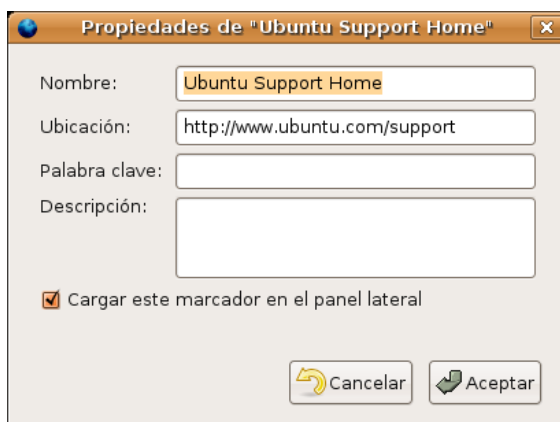 Propiedades de "Ubuntu Support Home"
Nombre: Ubuntu Support Home
Ubicación: http://www.ubuntu.com/support
Palabra clave:
Descripción:
Cargar este marcador en el panel lateral
Cancelar Aceptar